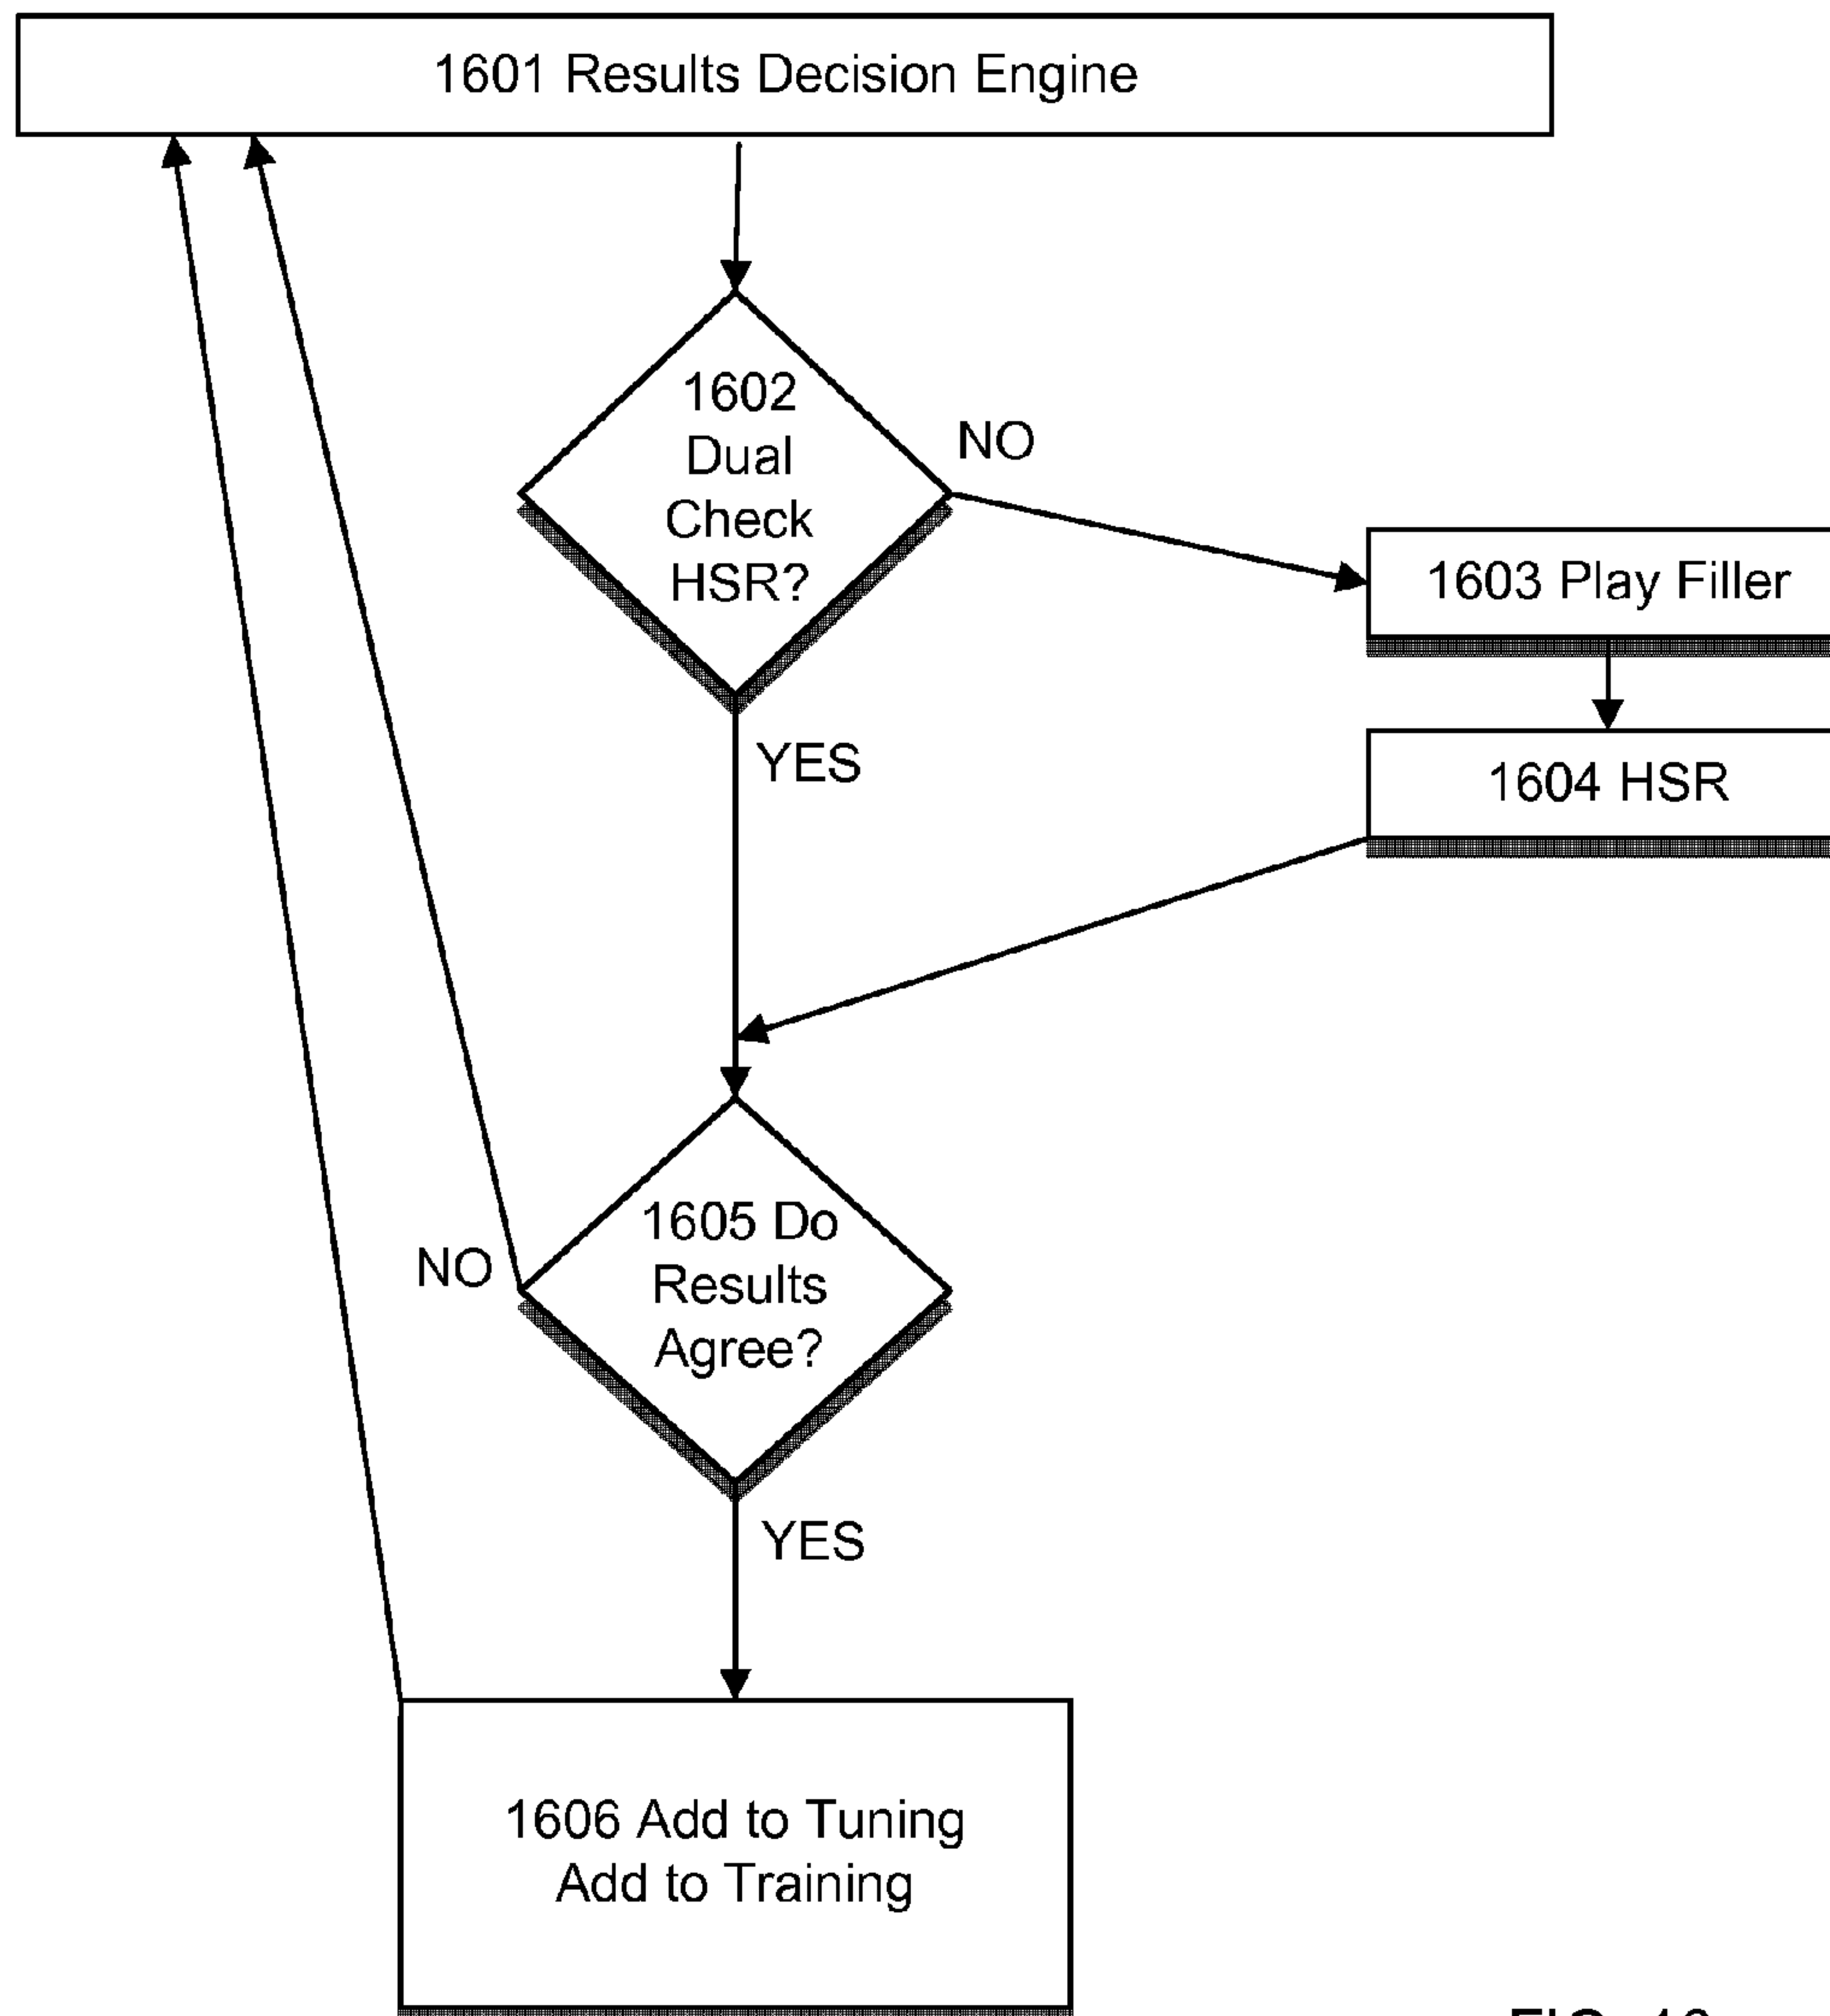 1601 Results Decision Engine
1602
Dual
Check
HSR?
NO
1603 Play Filler
YES
1604 HSR
1605 Do
Results
Agree?
NO
YES
1606 Add to Tuning
Add to Training